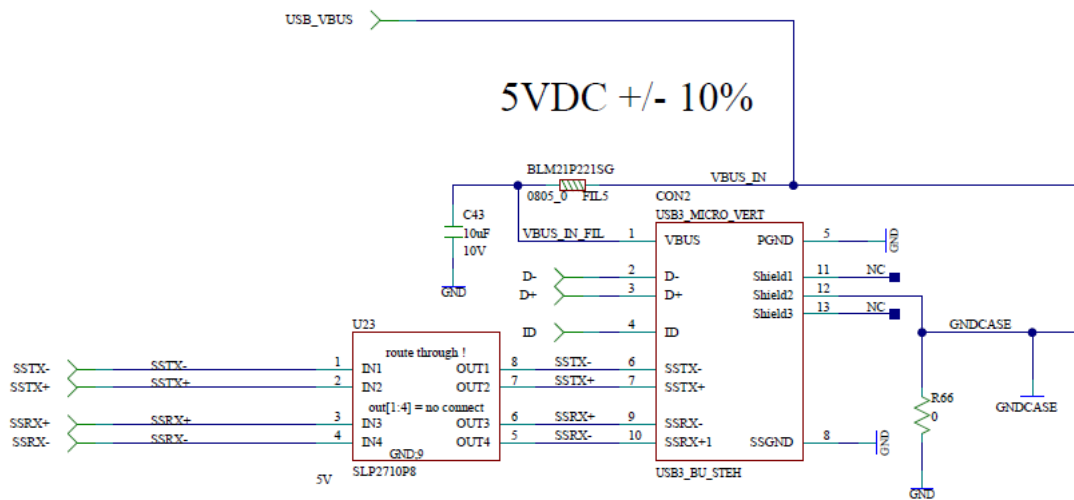 USB_VBUS
5VDC +/- 10%
BLM21P221SG
VBUS_IN
0805_0 FIL5
CON2
USB3_MICRO_VERT
C43
10uF
10V
GND
VBUS_IN_FIL
1 VBUS PGND 5 GND
D- 2 D- Shield1 11 NC
D+ 3 D+ Shield2 12
Shield3 13 NC
ID 4 ID
GNDCASE
U23
route through !
SSTX- SSTX- 1 IN1 OUT1 8 SSTX- 6 SSTX-
SSTX+ SSTX+ 2 IN2 OUT2 7 SSTX+ 7 SSTX+
out[1:4] = no connect
SSRX+ SSRX+ 3 IN3 OUT3 6 SSRX+ 9 SSRX-
SSRX- SSRX- 4 IN4 OUT4 5 SSRX- 10 SSRX+1 SSGND 8 GND
GND;9
SLP2710P8
5V
USB3_BU_STEH
R66
0
GND
GNDCASE